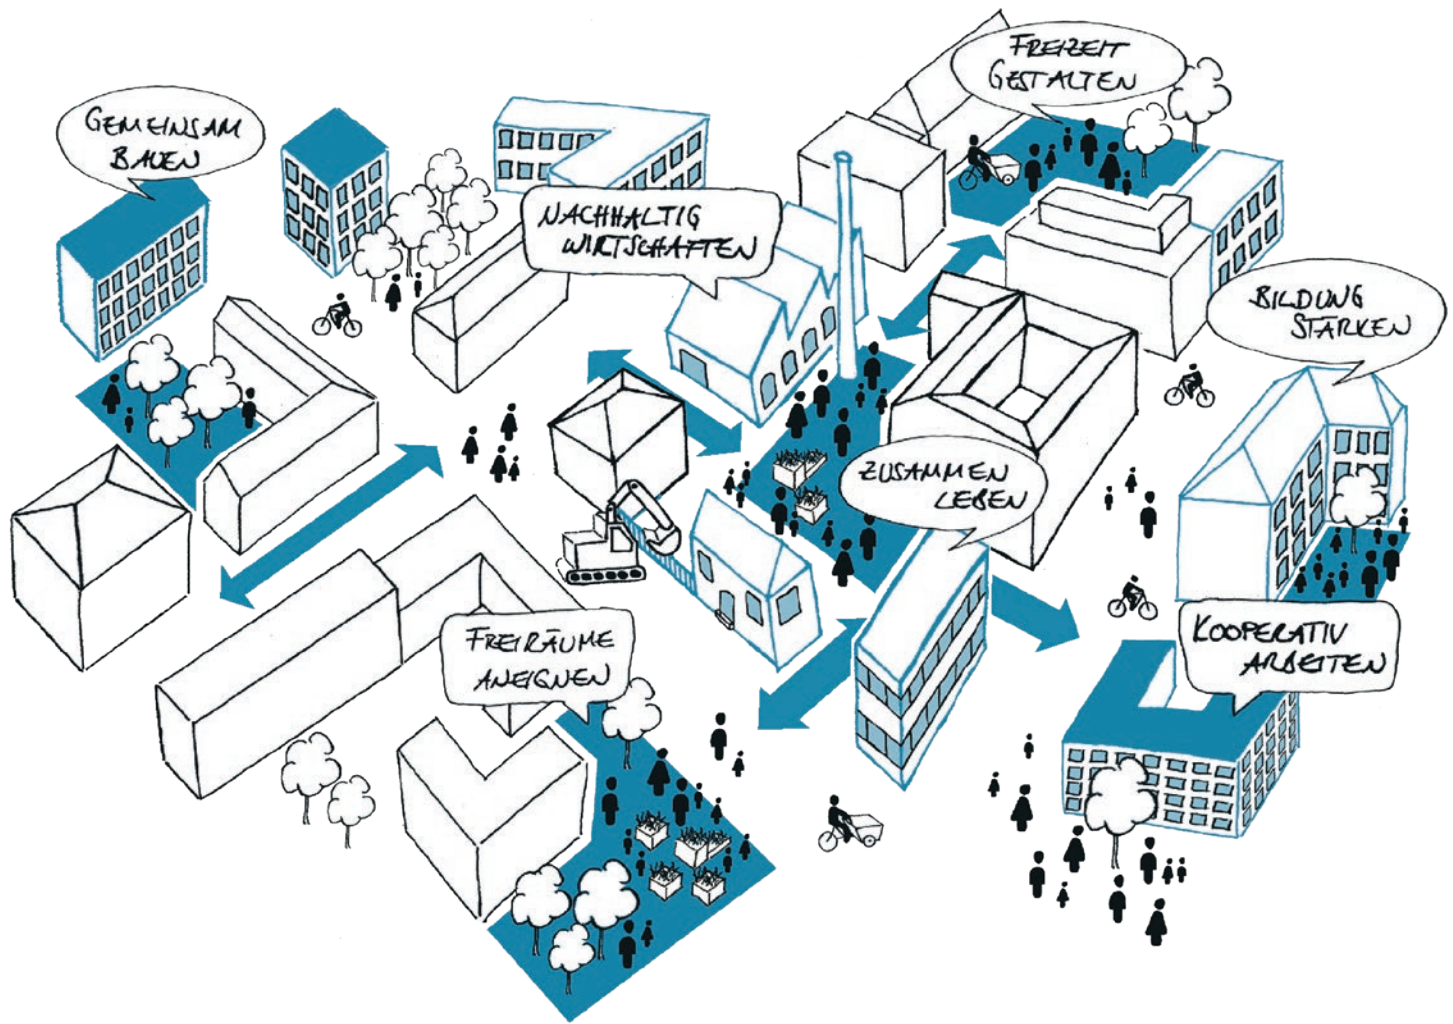 FREIZEIT
GESTALTEN
GEMEINSAM
BAUEN
NACHHALTIG
WIRTSCHAFTEN
BILDUNG
STÄRKEN
ZUSAMMEN
LEBEN
FREIRÄUME
ANEIGNEN
KOOPERATIV
ARBEITEN